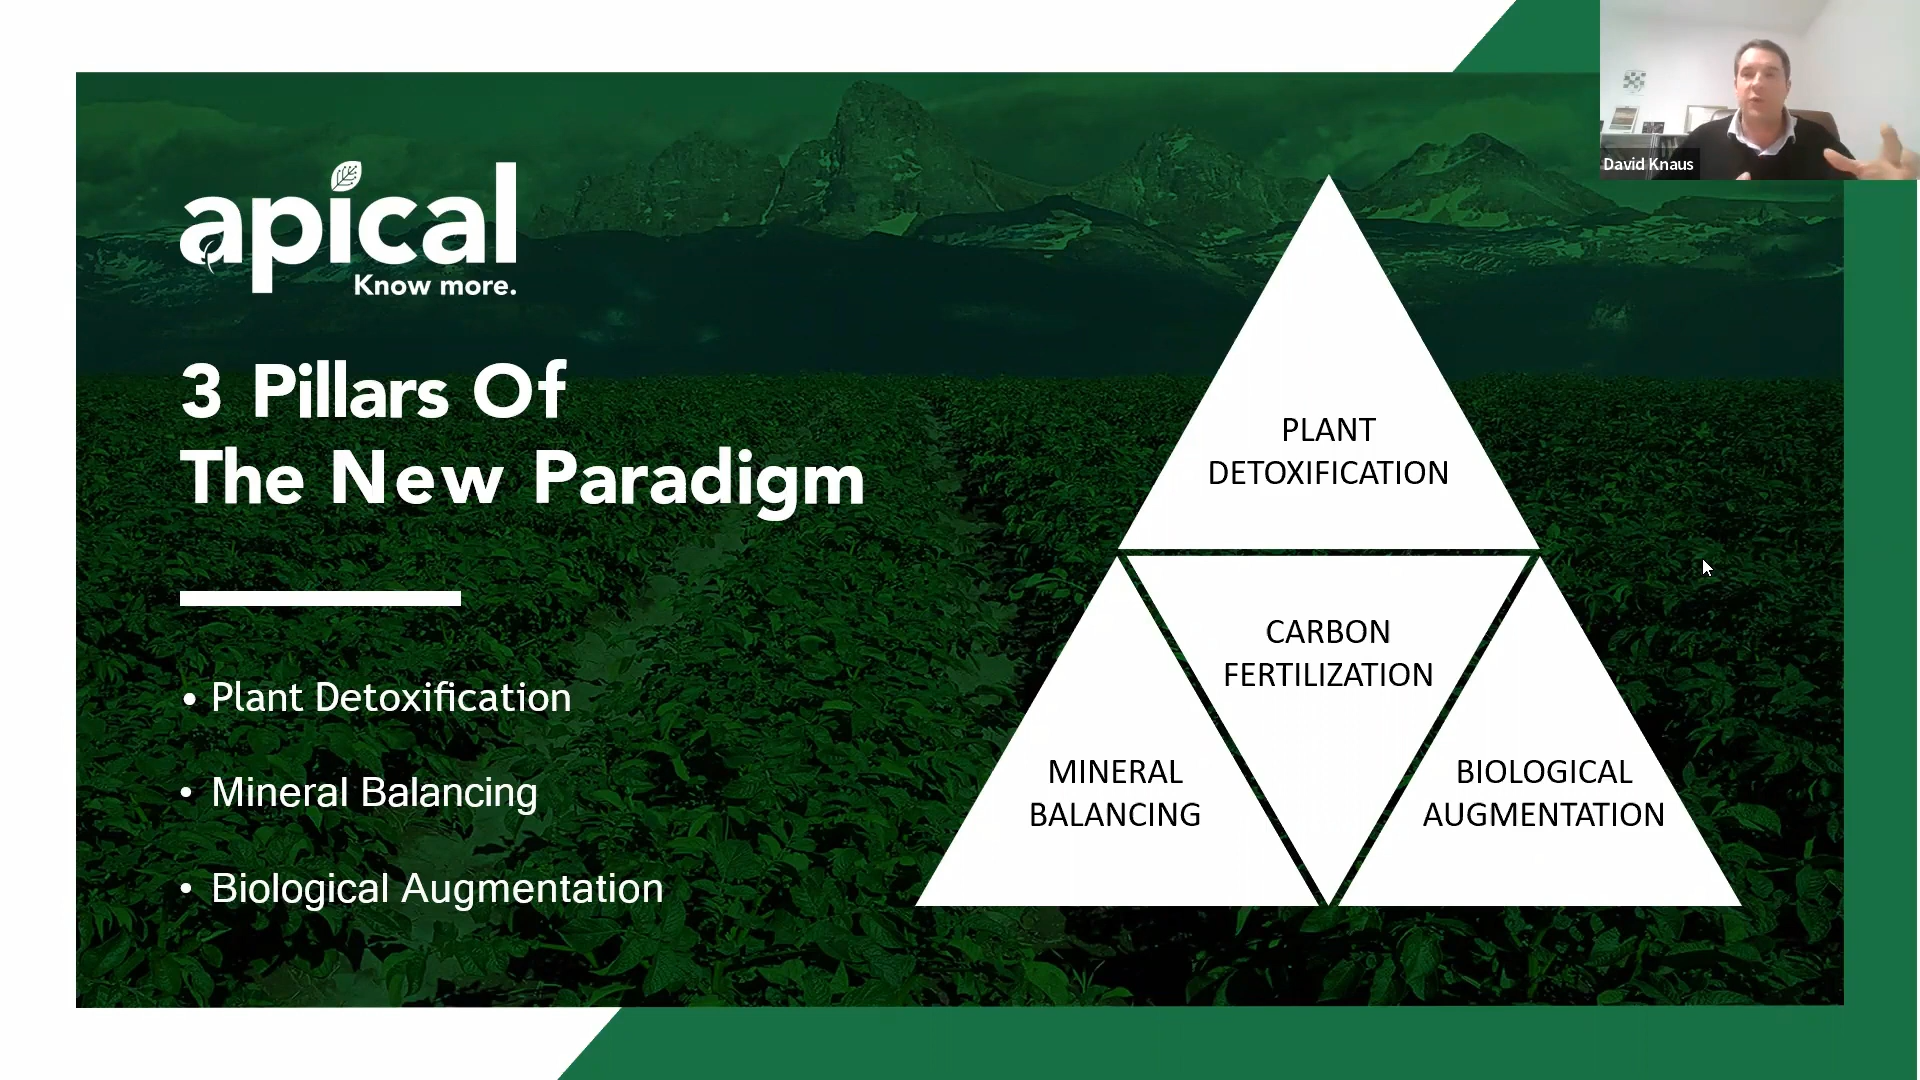 David Knaus
apical
Know more.
3 Pillars Of
The New Paradigm
• Plant Detoxification
• Mineral Balancing
• Biological Augmentation
PLANT
DETOXIFICATION
CARBON
FERTILIZATION
MINERAL
BALANCING
BIOLOGICAL
AUGMENTATION